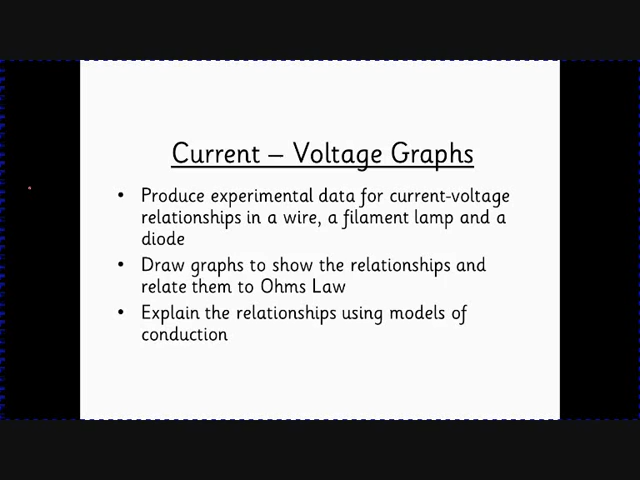 Current – Voltage Graphs
• Produce experimental data for current-voltage
relationships in a wire, a filament lamp and a
diode
• Draw graphs to show the relationships and
relate them to Ohms Law
• Explain the relationships using models of
conduction